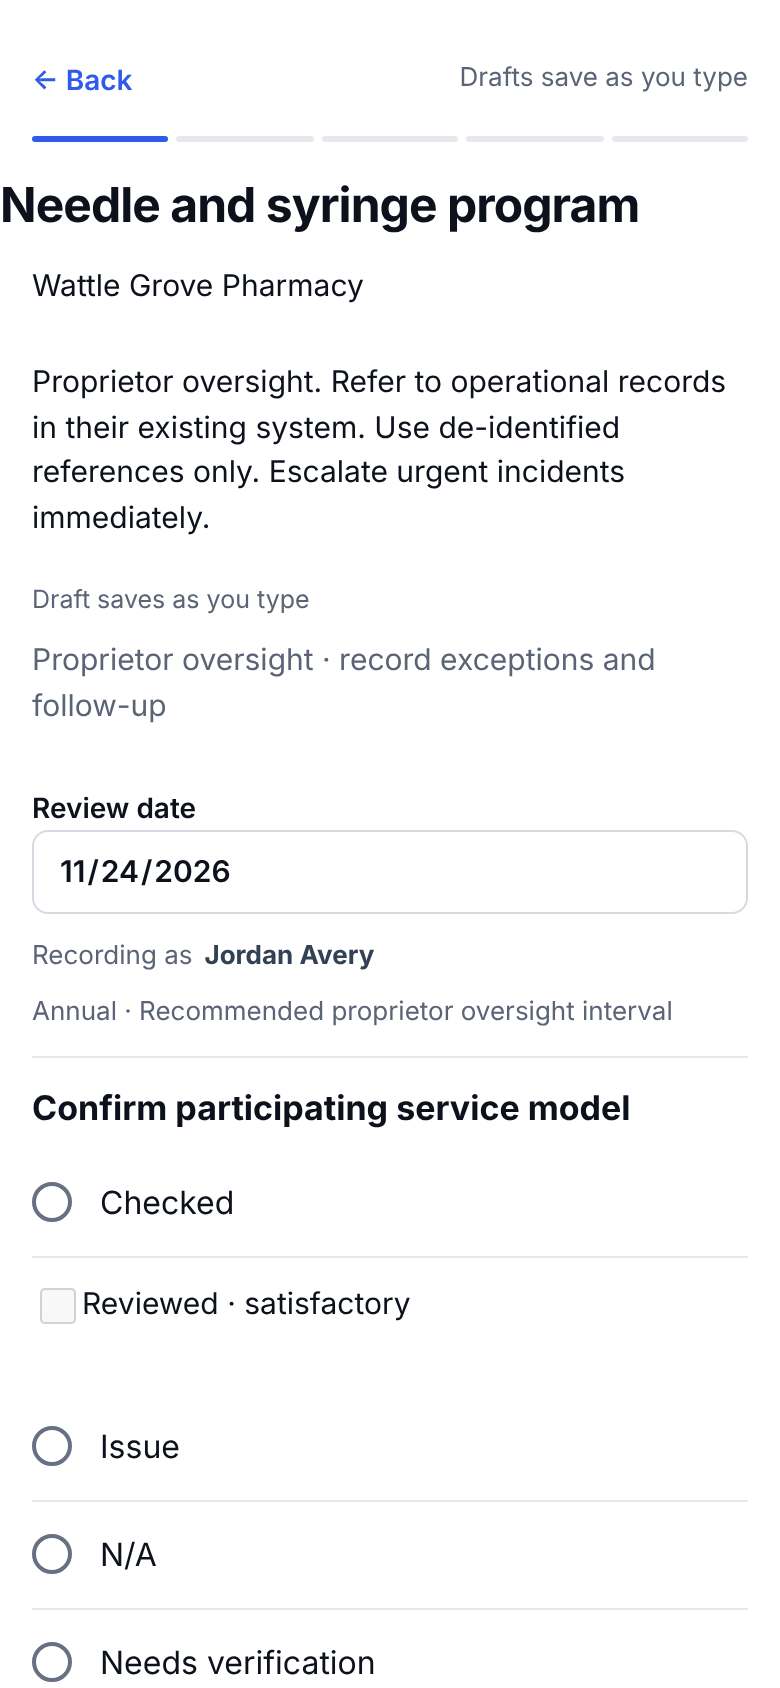 ← Back
Drafts save as you type
Needle and syringe program
Wattle Grove Pharmacy
Proprietor oversight. Refer to operational records
in their existing system. Use de-identified
references only. Escalate urgent incidents
immediately.
Draft saves as you type
Proprietor oversight · record exceptions and
follow-up
Review date
11/24/2026
Recording as Jordan Avery
Annual · Recommended proprietor oversight interval
Confirm participating service model
Checked
Reviewed · satisfactory
Issue
N/A
Needs verification